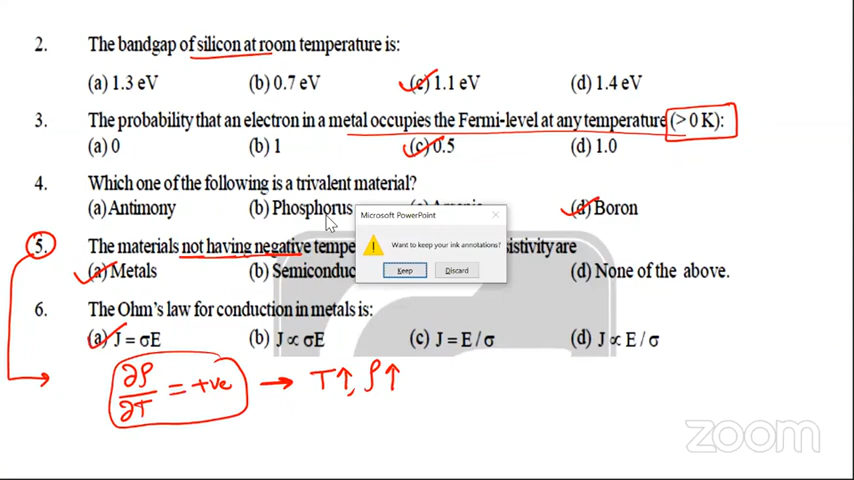 2. The bandgap of silicon at room temperature is:
(a) 1.3 eV (b) 0.7 eV (c) 1.1 eV (d) 1.4 eV
3. The probability that an electron in a metal occupies the Fermi-level at any temperature (> 0 K):
(a) 0 (b) 1 (c) 0.5 (d) 1.0
4. Which one of the following is a trivalent material?
(a) Antimony (b) Phosphorus (d) Boron
Microsoft PowerPoint
Want to keep your ink annotations?
Keep Discard
5. The materials not having negative tempe sistivity are
(a) Metals (b) Semiconduc (d) None of the above.
6. The Ohm's law for conduction in metals is:
(a) J = σE (b) J ∝ σE (c) J = E / σ (d) J ∝ E / σ
∂ρ/∂T = +ve → T↑, ρ↑
zoom